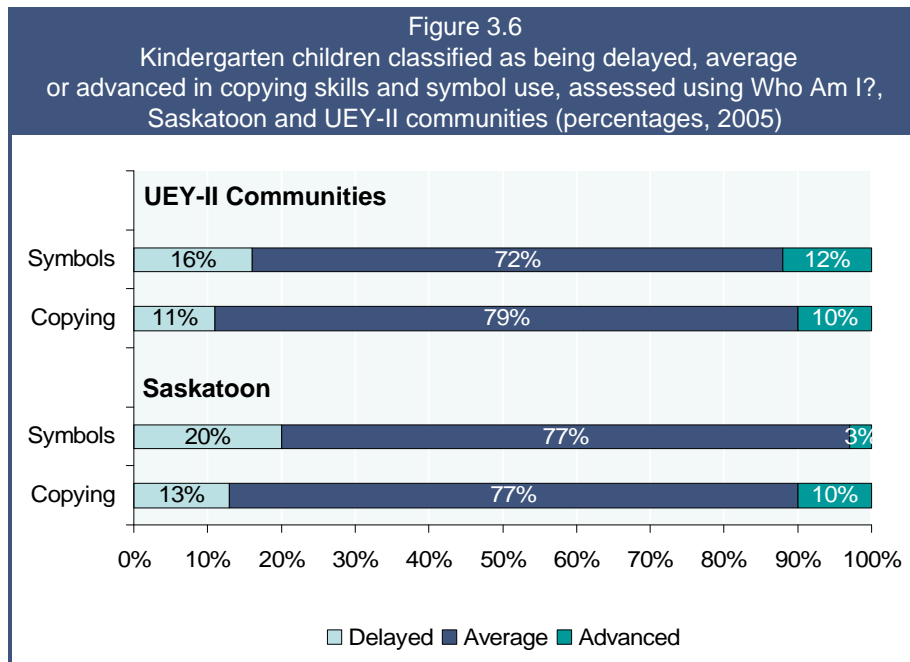 Figure 3.6
Kindergarten children classified as being delayed, average
or advanced in copying skills and symbol use, assessed using Who Am I?,
Saskatoon and UEY-II communities (percentages, 2005)
UEY-II Communities
Symbols 16% 72% 12%
Copying 11% 79% 10%
Saskatoon
Symbols 20% 77% 3%
Copying 13% 77% 10%
0% 10% 20% 30% 40% 50% 60% 70% 80% 90% 100%
Delayed Average Advanced